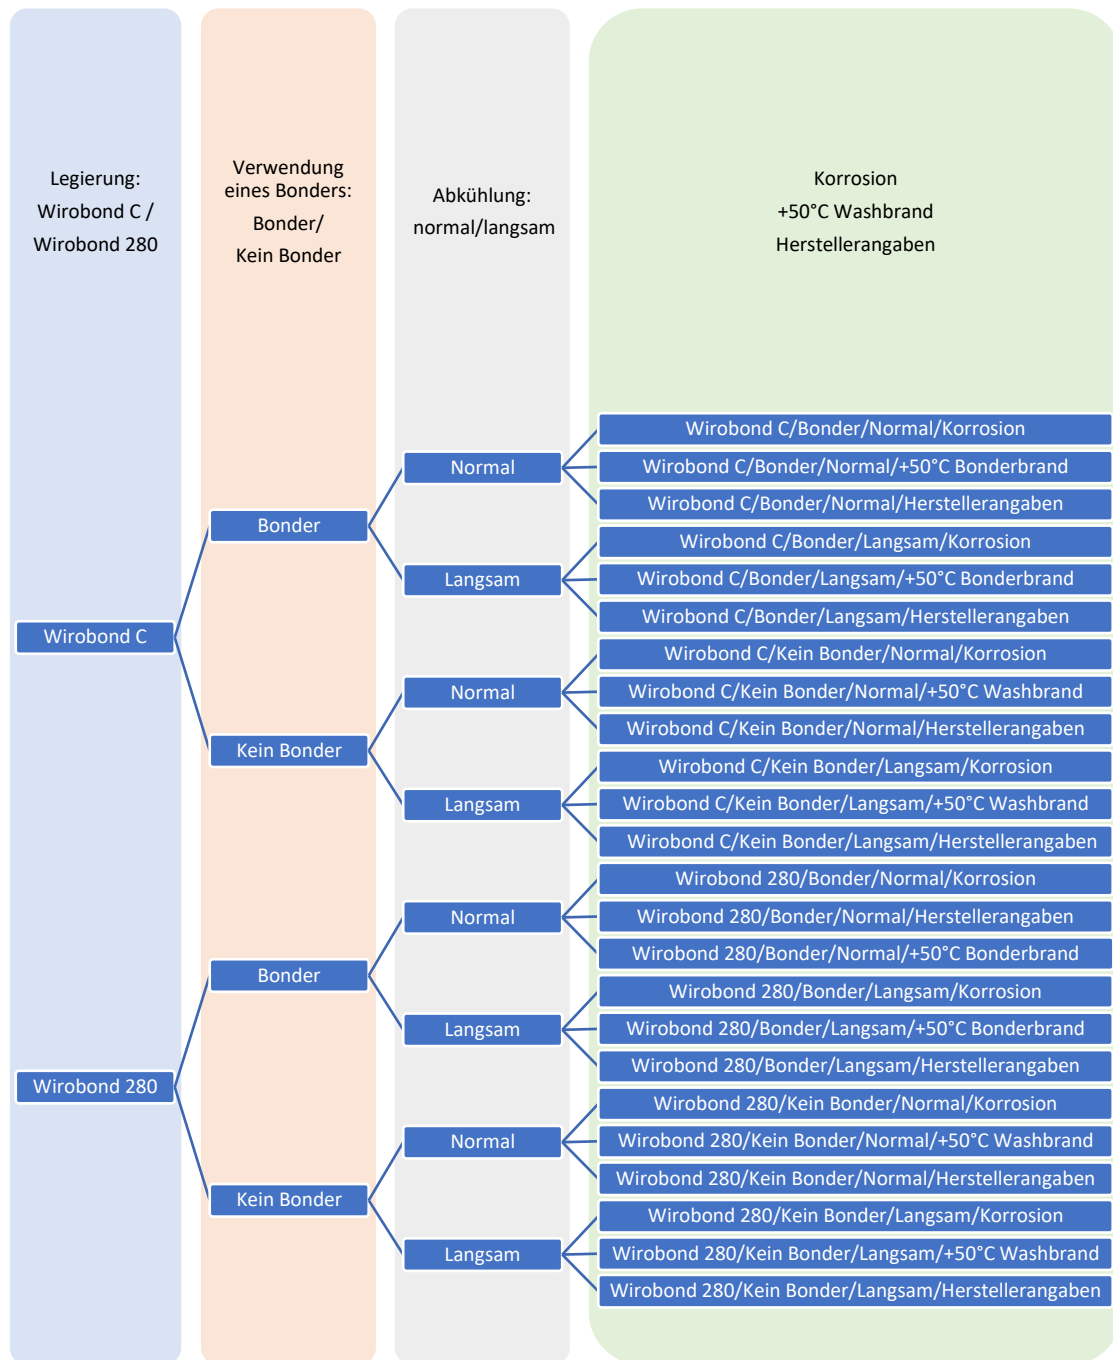 Legierung:
Wirobond C /
Wirobond 280
Verwendung
eines Bonders:
Bonder/
Kein Bonder
Abkühlung:
normal/langsam
Korrosion
+50°C Washbrand
Herstellerangaben
Wirobond C
Bonder
Normal
Wirobond C/Bonder/Normal/Korrosion
Wirobond C/Bonder/Normal/+50°C Bonderbrand
Wirobond C/Bonder/Normal/Herstellerangaben
Langsam
Wirobond C/Bonder/Langsam/Korrosion
Wirobond C/Bonder/Langsam/+50°C Bonderbrand
Wirobond C/Bonder/Langsam/Herstellerangaben
Kein Bonder
Normal
Wirobond C/Kein Bonder/Normal/Korrosion
Wirobond C/Kein Bonder/Normal/+50°C Washbrand
Wirobond C/Kein Bonder/Normal/Herstellerangaben
Langsam
Wirobond C/Kein Bonder/Langsam/Korrosion
Wirobond C/Kein Bonder/Langsam/+50°C Washbrand
Wirobond C/Kein Bonder/Langsam/Herstellerangaben
Wirobond 280
Bonder
Normal
Wirobond 280/Bonder/Normal/Korrosion
Wirobond 280/Bonder/Normal/Herstellerangaben
Wirobond 280/Bonder/Normal/+50°C Bonderbrand
Langsam
Wirobond 280/Bonder/Langsam/Korrosion
Wirobond 280/Bonder/Langsam/+50°C Bonderbrand
Wirobond 280/Bonder/Langsam/Herstellerangaben
Kein Bonder
Normal
Wirobond 280/Kein Bonder/Normal/Korrosion
Wirobond 280/Kein Bonder/Normal/+50°C Washbrand
Wirobond 280/Kein Bonder/Normal/Herstellerangaben
Langsam
Wirobond 280/Kein Bonder/Langsam/Korrosion
Wirobond 280/Kein Bonder/Langsam/+50°C Washbrand
Wirobond 280/Kein Bonder/Langsam/Herstellerangaben